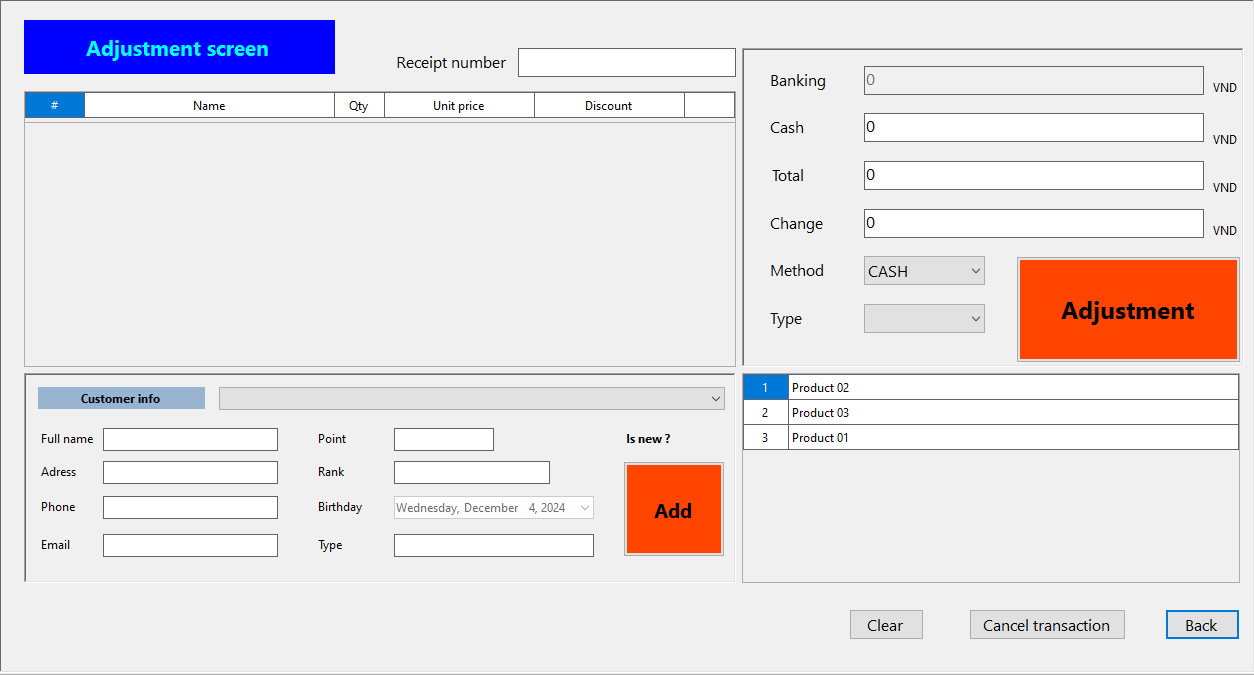 Adjustment screen
Receipt number
# Name Qty Unit price Discount
Banking 0 VND
Cash 0 VND
Total 0 VND
Change 0 VND
Method CASH
Type
Adjustment
Customer info
Full name
Point
Is new ?
Adress
Rank
Phone
Birthday Wednesday, December 4, 2024
Email
Type
Add
1 Product 02
2 Product 03
3 Product 01
Clear
Cancel transaction
Back